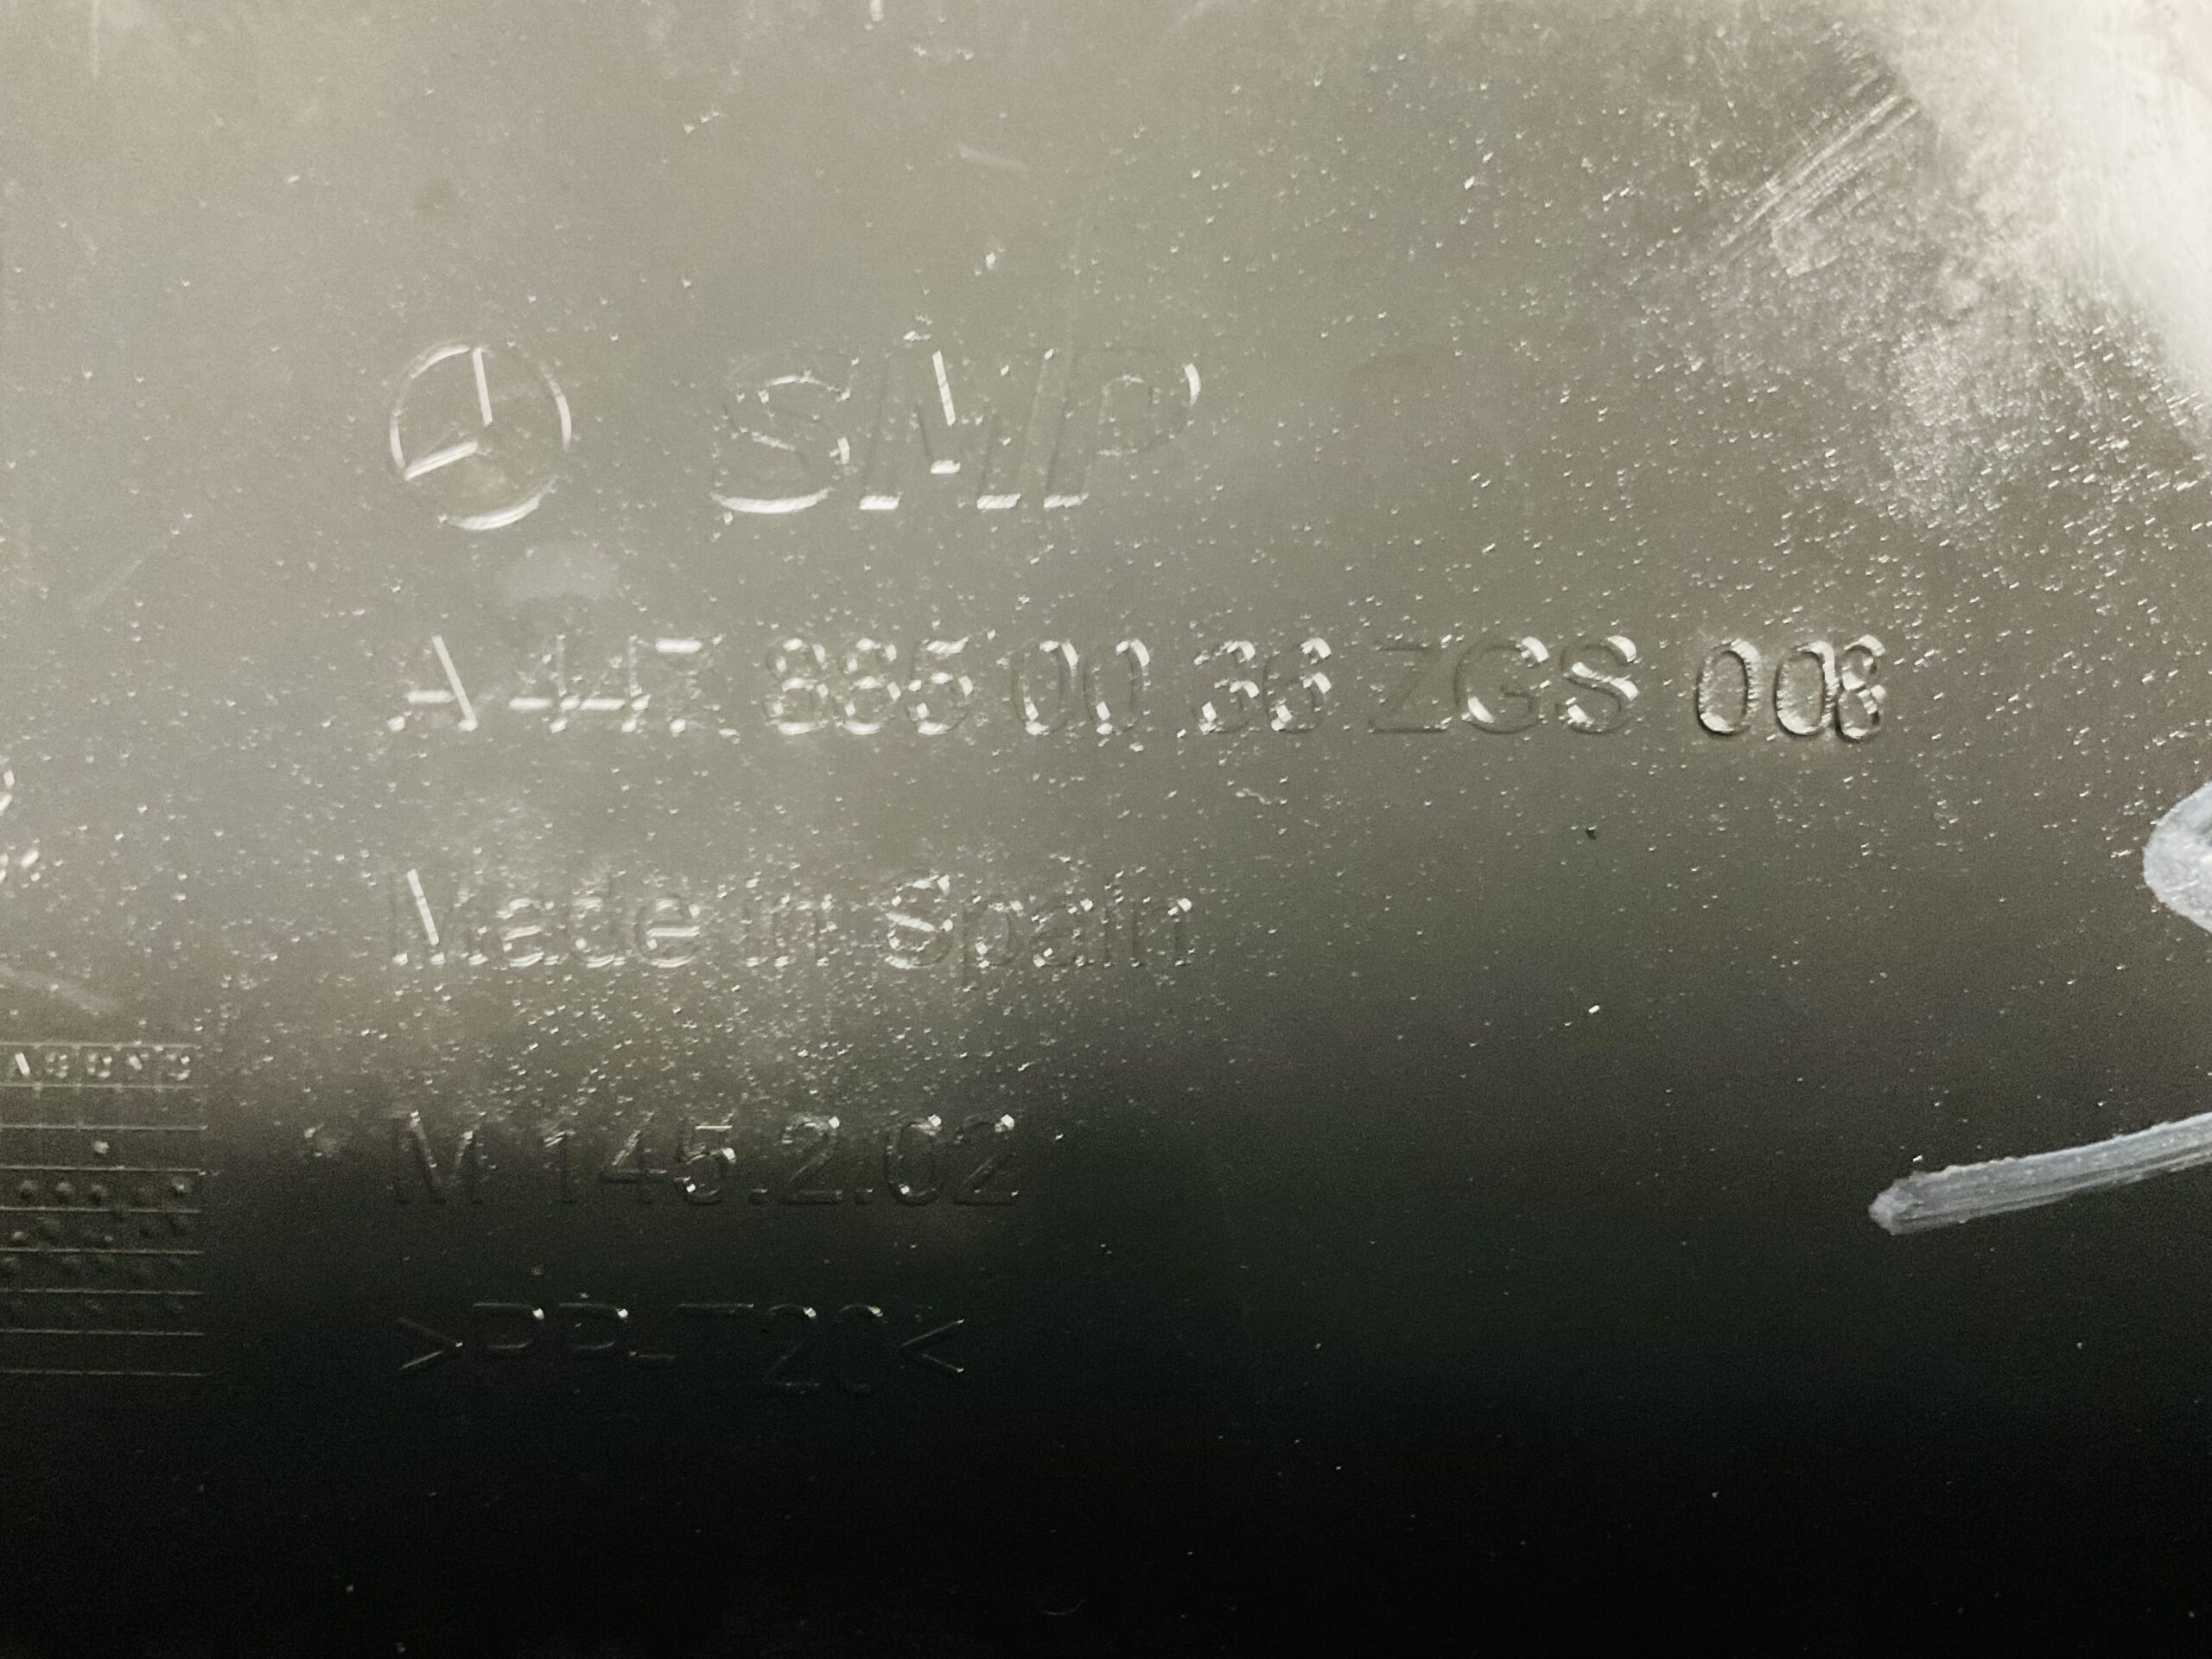 SMP
A 447 885 00 36 ZGS 008
Made in Spain
M 145.2.02
>PP-T20<